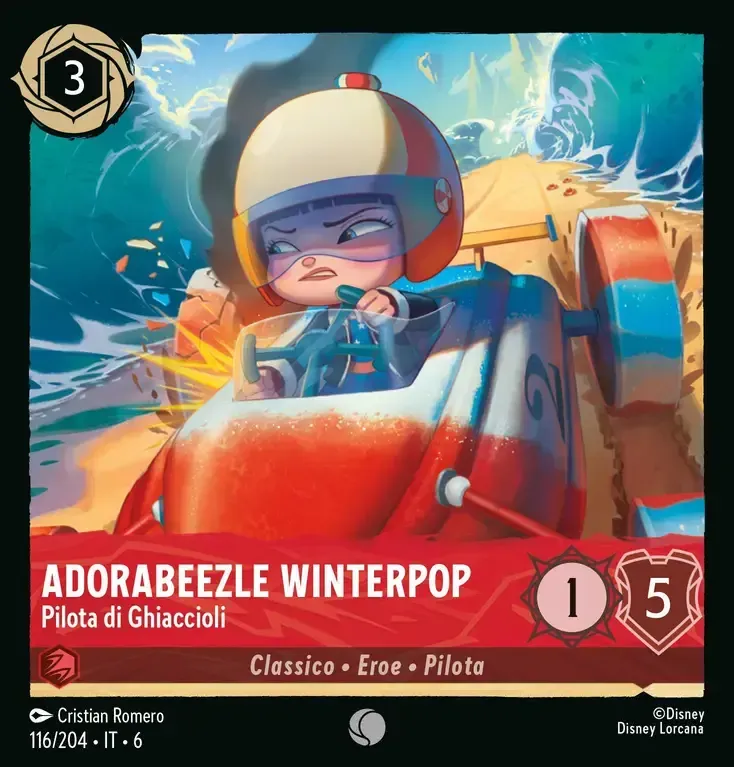 3
2
ADORABEEZLE WINTERPOP
Pilota di Ghiaccioli
1
5
Classico • Eroe • Pilota
Cristian Romero
116/204 • IT • 6
©Disney
Disney Lorcana